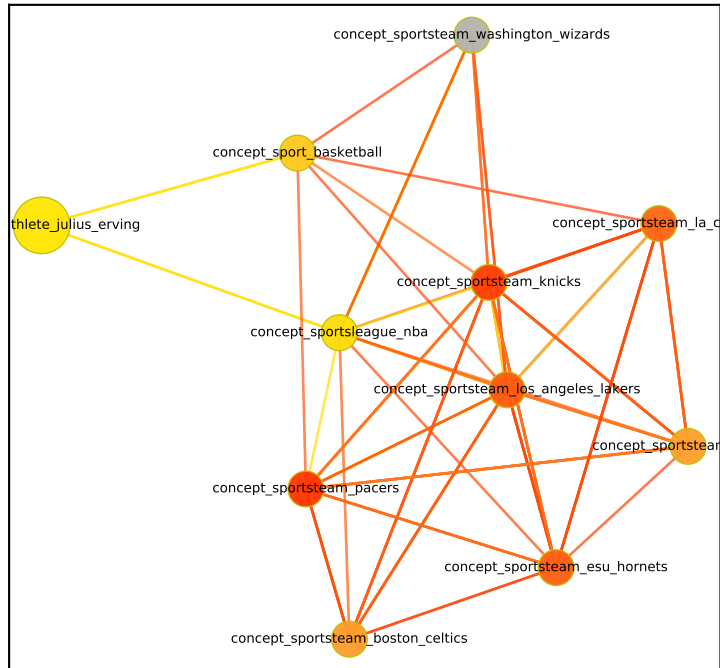 concept_sportsteam_washington_wizards
concept_sport_basketball
thlete_julius_erving
concept_sportsteam_la_c
concept_sportsteam_knicks
concept_sportsleague_nba
concept_sportsteam_los_angeles_lakers
concept_sportsteam
concept_sportsteam_pacers
concept_sportsteam_esu_hornets
concept_sportsteam_boston_celtics